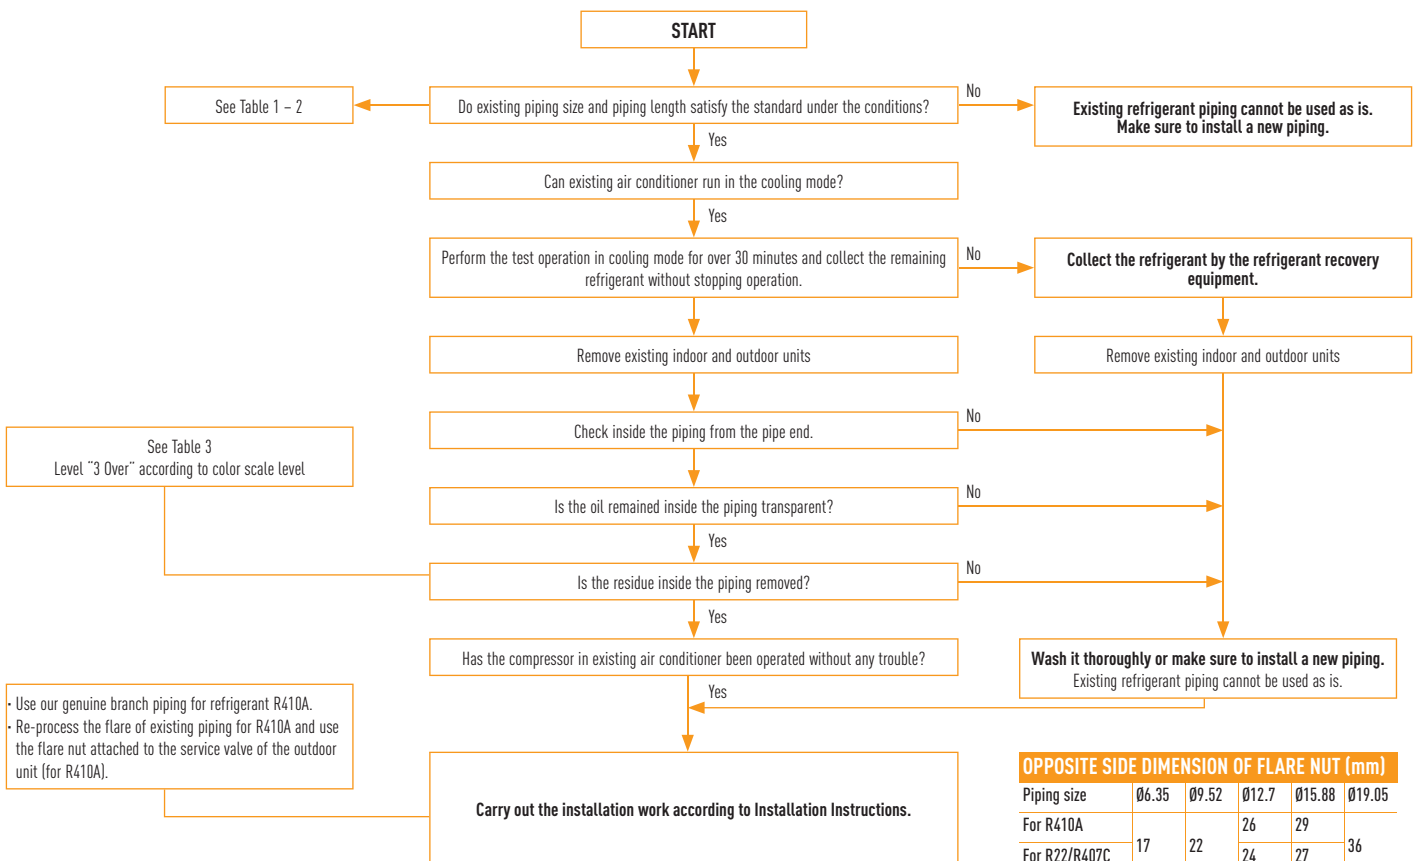 START
See Table 1 – 2
Do existing piping size and piping length satisfy the standard under the conditions?
No
Existing refrigerant piping cannot be used as is.
Make sure to install a new piping.
Yes
Can existing air conditioner run in the cooling mode?
Yes
Perform the test operation in cooling mode for over 30 minutes and collect the remaining
refrigerant without stopping operation.
No
Collect the refrigerant by the refrigerant recovery
equipment.
Remove existing indoor and outdoor units
Remove existing indoor and outdoor units
Check inside the piping from the pipe end.
No
See Table 3
Level “3 Over” according to color scale level
Is the oil remained inside the piping transparent?
No
Yes
Is the residue inside the piping removed?
No
Yes
Has the compressor in existing air conditioner been operated without any trouble?
Wash it thoroughly or make sure to install a new piping.
Existing refrigerant piping cannot be used as is.
Yes
· Use our genuine branch piping for refrigerant R410A.
· Re-process the flare of existing piping for R410A and use
the flare nut attached to the service valve of the outdoor
unit (for R410A).
Carry out the installation work according to Installation Instructions.
OPPOSITE SIDE DIMENSION OF FLARE NUT (mm)
Piping size Ø6.35 Ø9.52 Ø12.7 Ø15.88 Ø19.05
For R410A 17 22 26 29 36
For R22/R407C 24 27